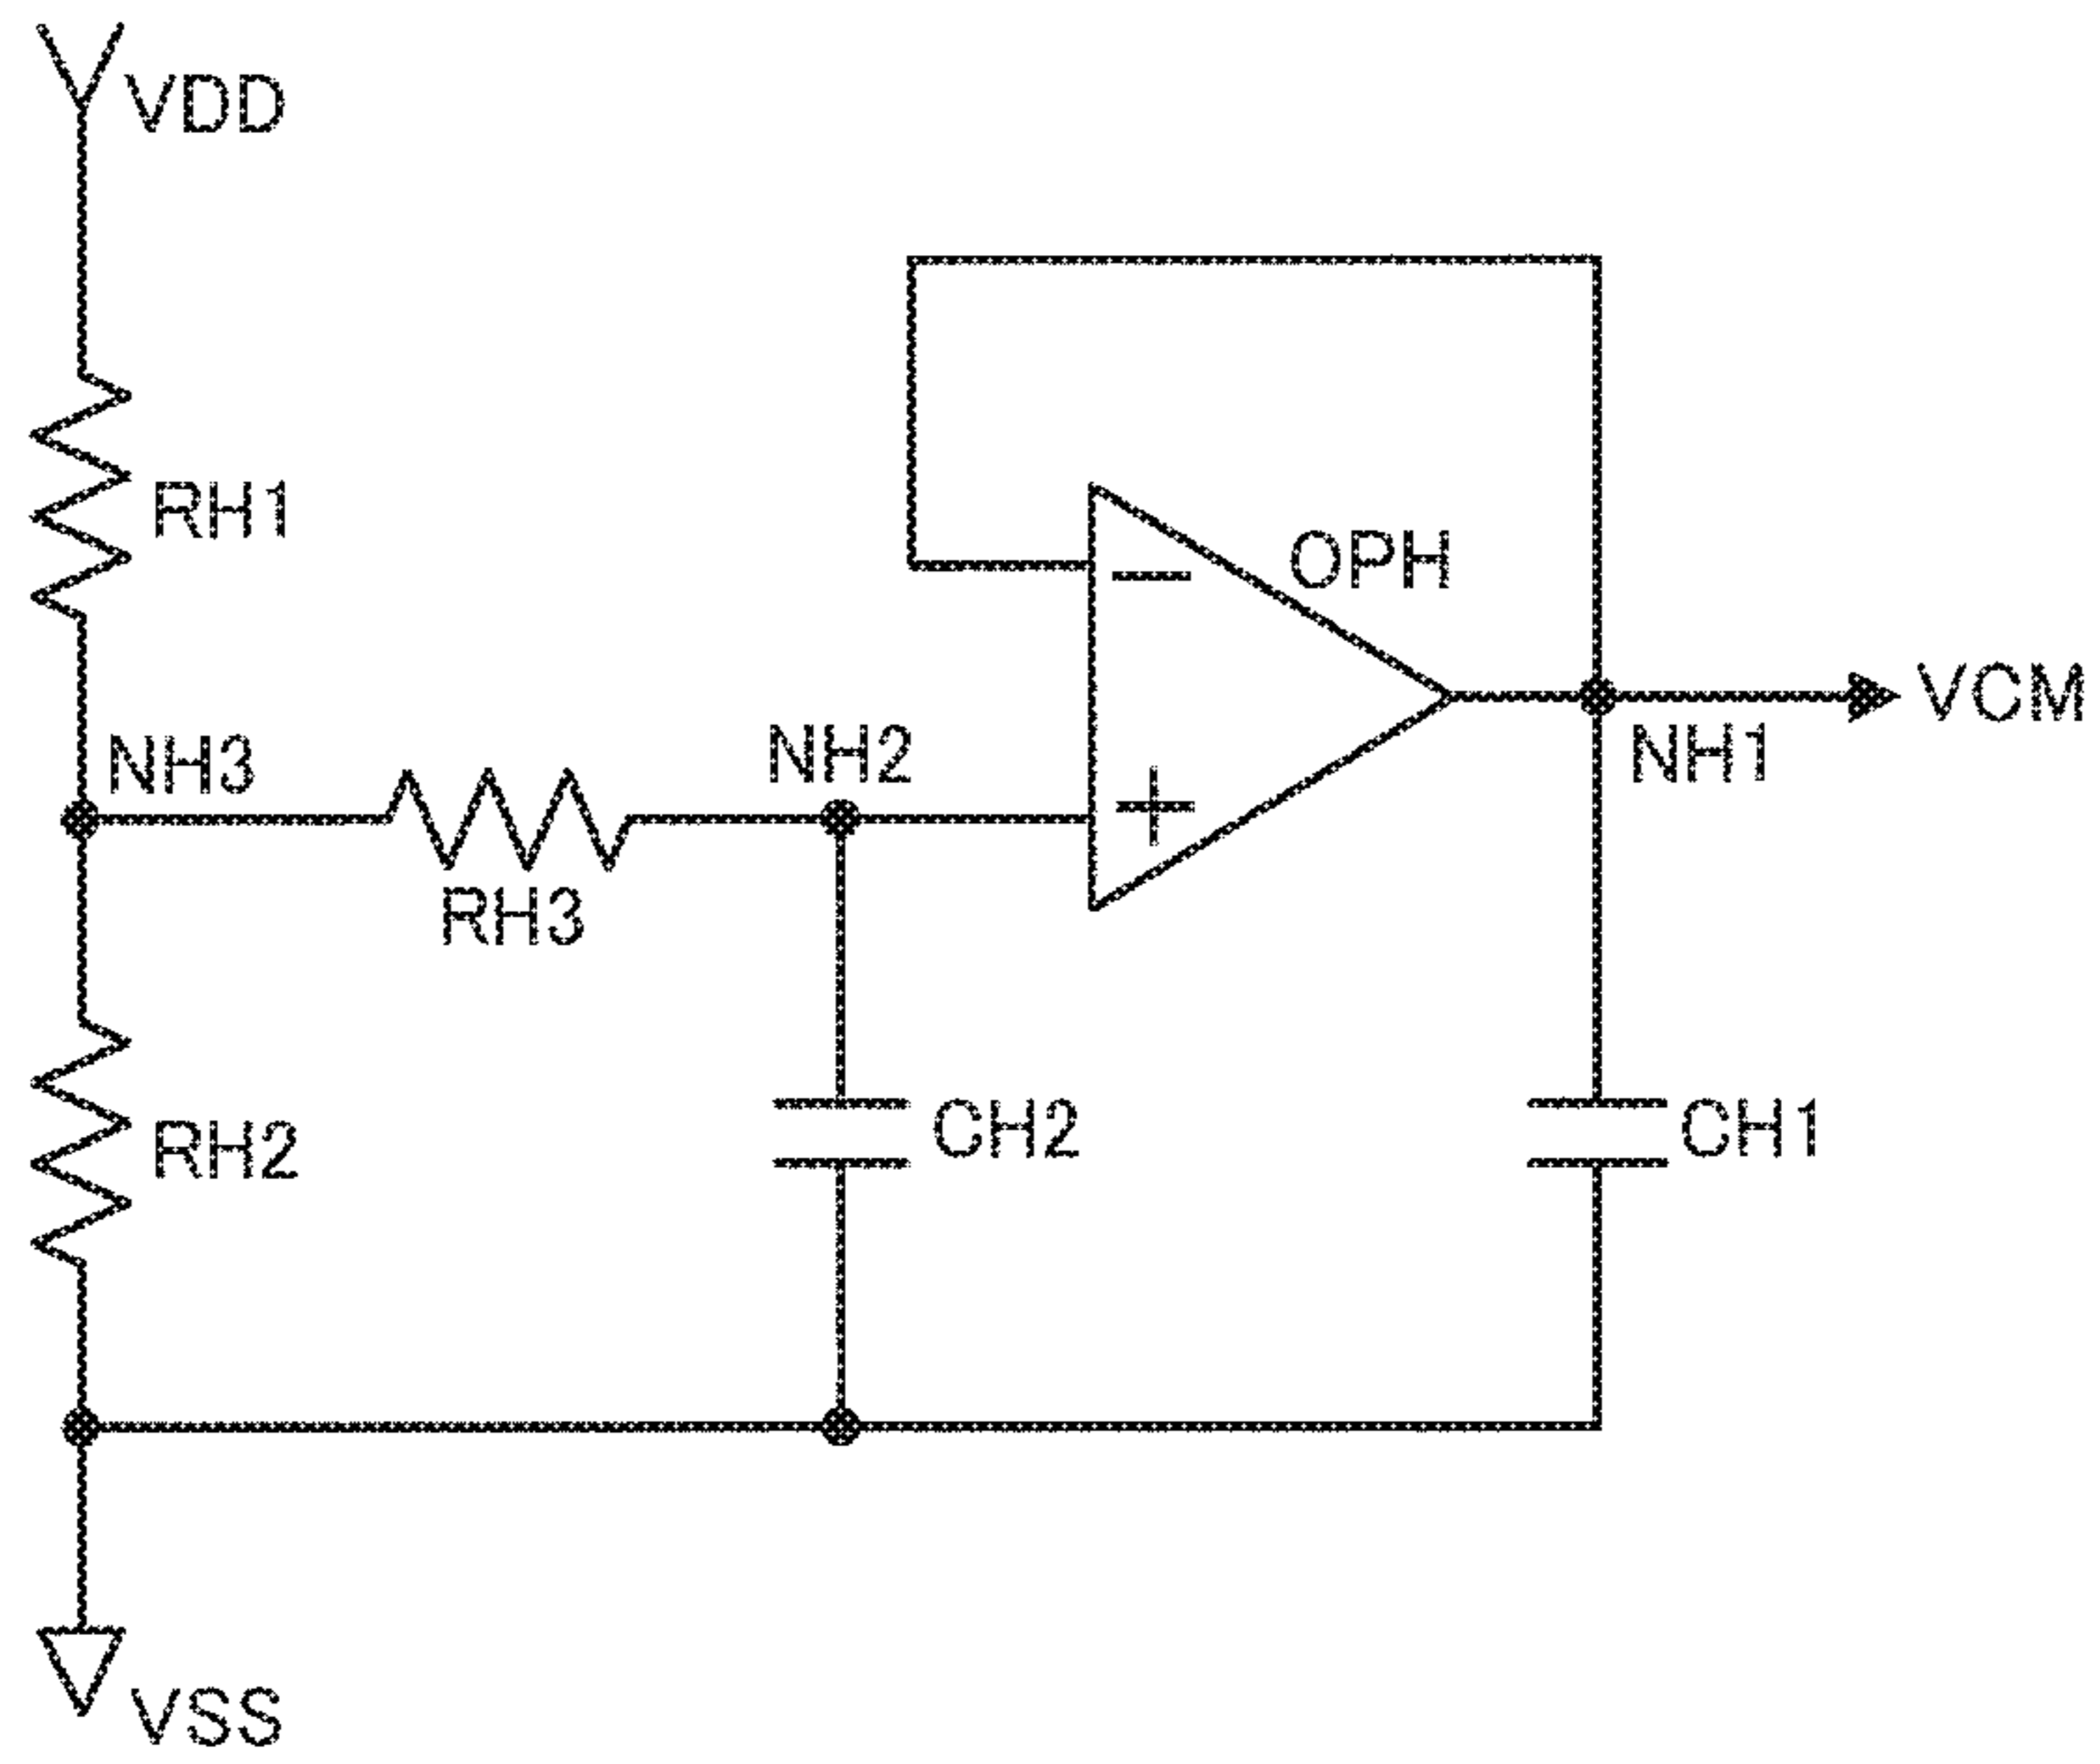 VDD
RH1
OPH
VCM
NH3
NH2
NH1
−
+
RH3
RH2
CH2
CH1
VSS